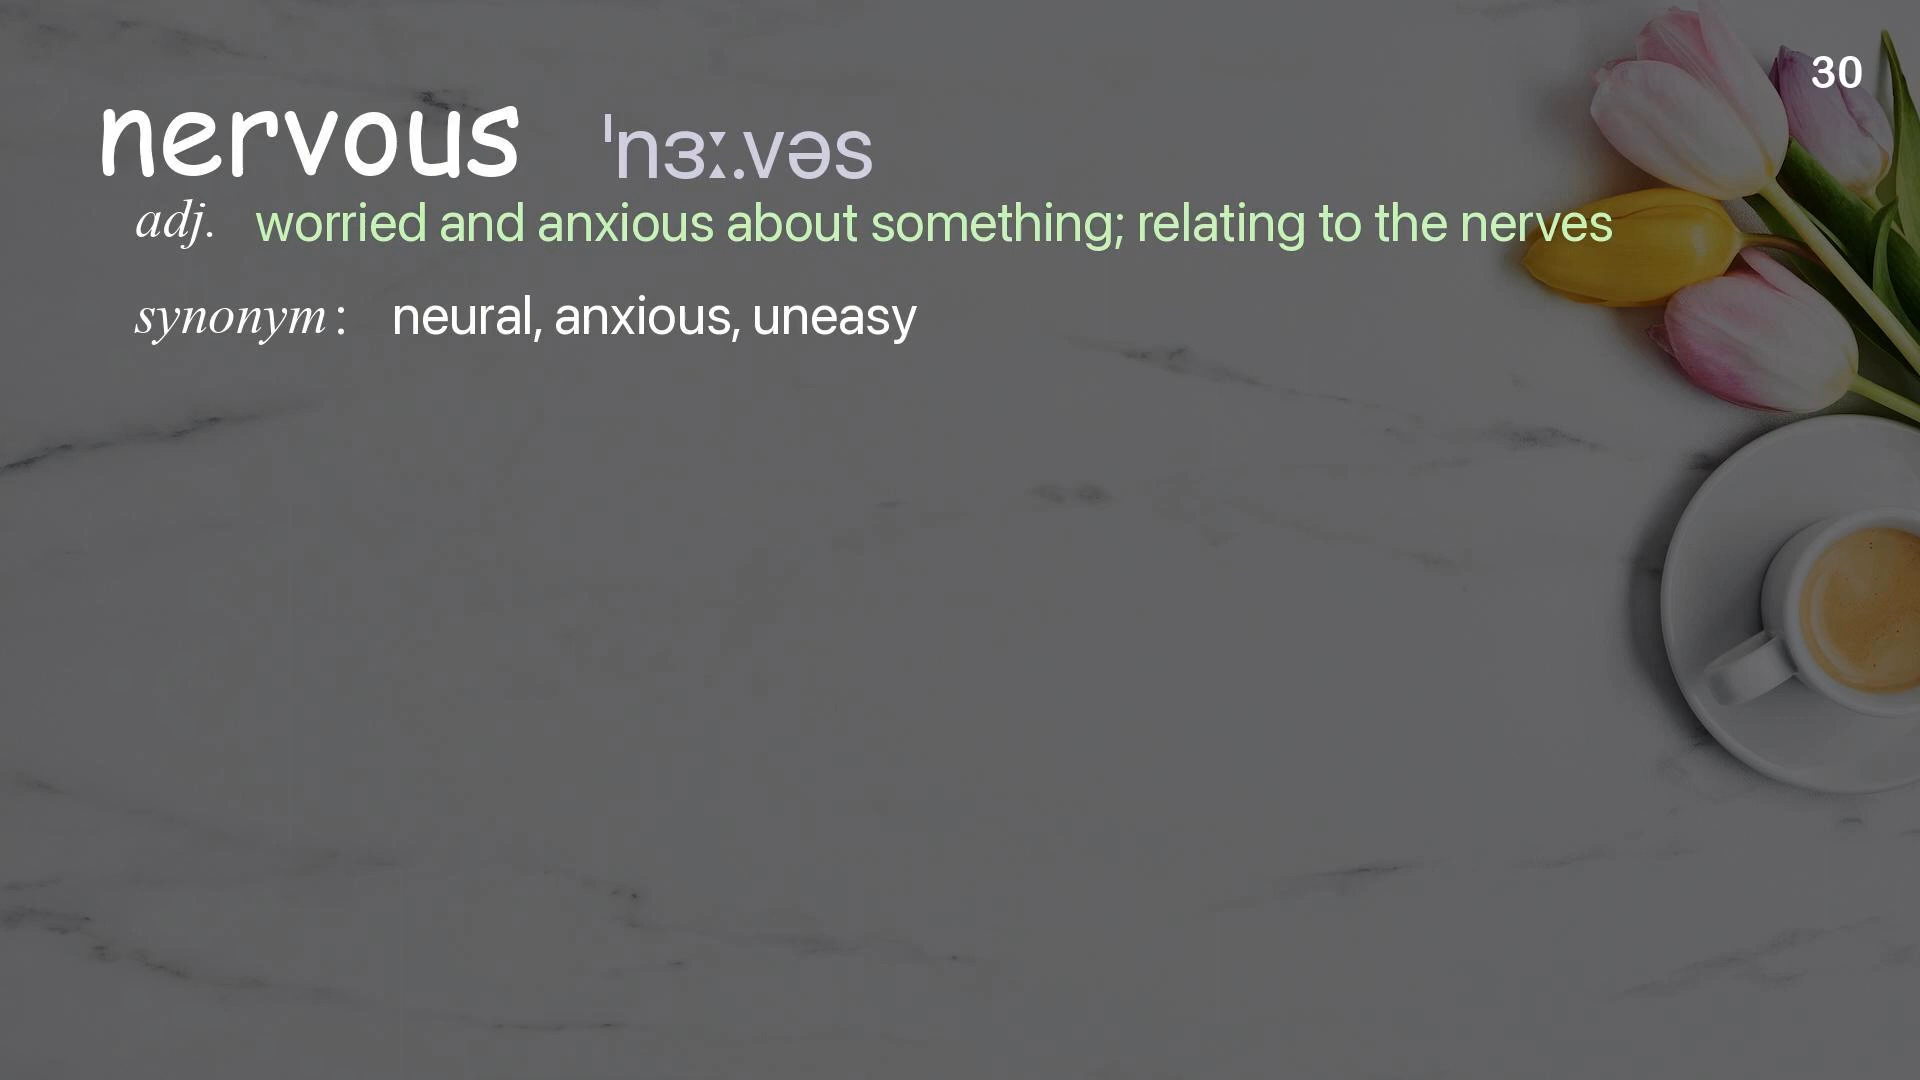 30
nervous ˈnɜː.vəs
adj. worried and anxious about something; relating to the nerves
synonym: neural, anxious, uneasy